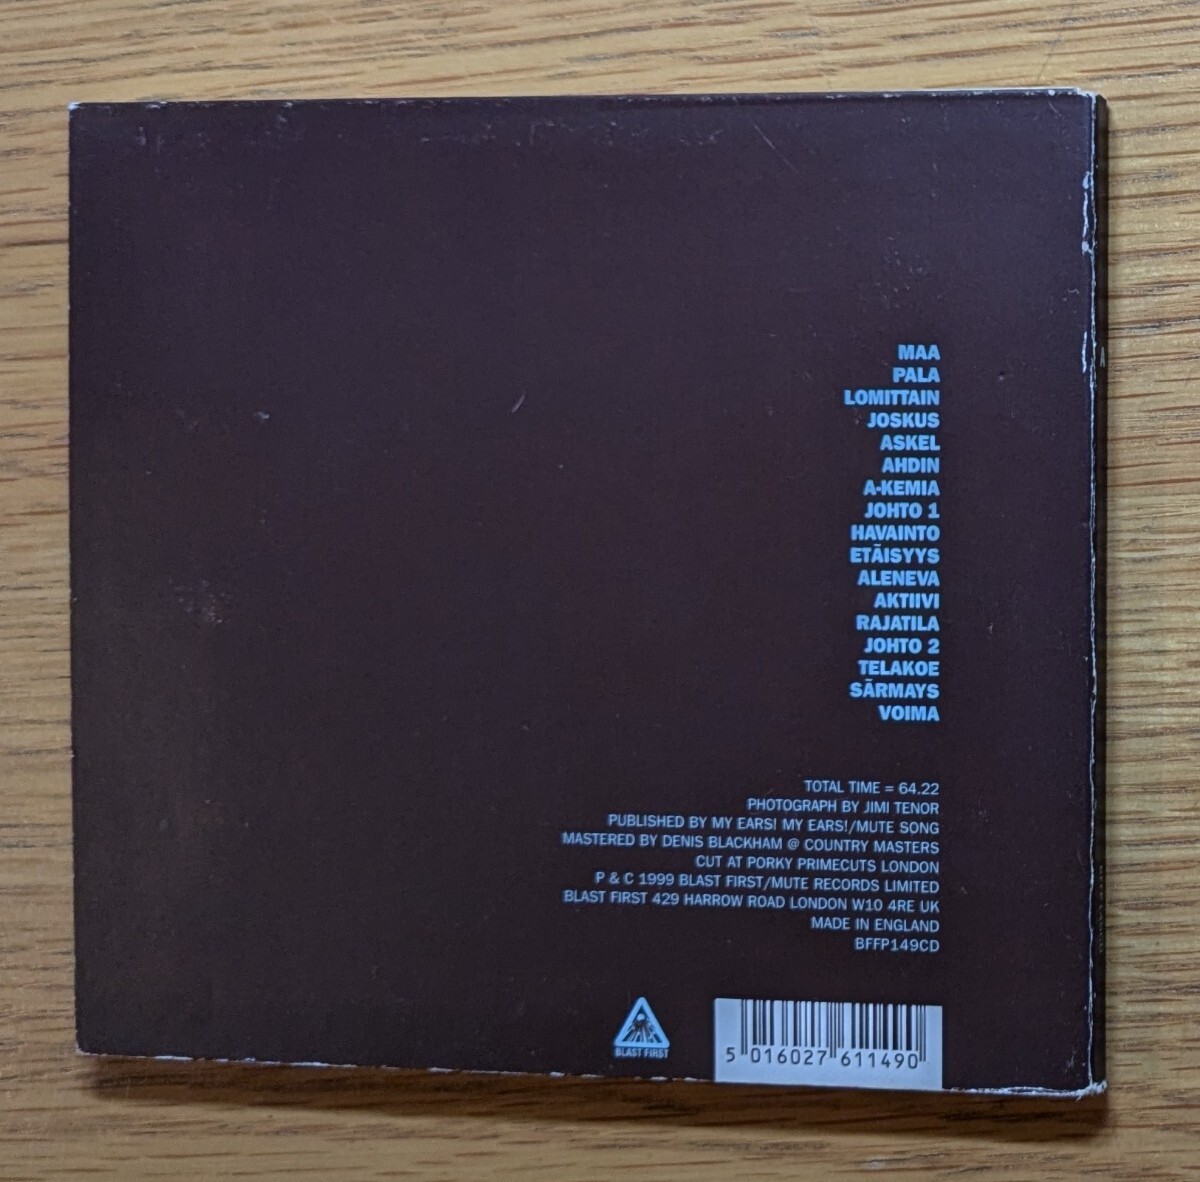 MAA
PALA
LOMITTAIN
JOSKUS
ASKEL
AHDIN
A-KEMIA
JOHTO 1
HAVAINTO
ETÄISYYS
ALENEVA
AKTIIVI
RAJATILA
JOHTO 2
TELAKOE
SÄRMAYS
VOIMA
TOTAL TIME = 64.22
PHOTOGRAPH BY JIMI TENOR
PUBLISHED BY MY EARS! MY EARS!/MUTE SONG
MASTERED BY DENIS BLACKHAM @ COUNTRY MASTERS
CUT AT PORKY PRIMECUTS LONDON
P & C 1999 BLAST FIRST/MUTE RECORDS LIMITED
BLAST FIRST 429 HARROW ROAD LONDON W10 4RE UK
MADE IN ENGLAND
BFFP149CD
BLAST FIRST
5 016027 611490